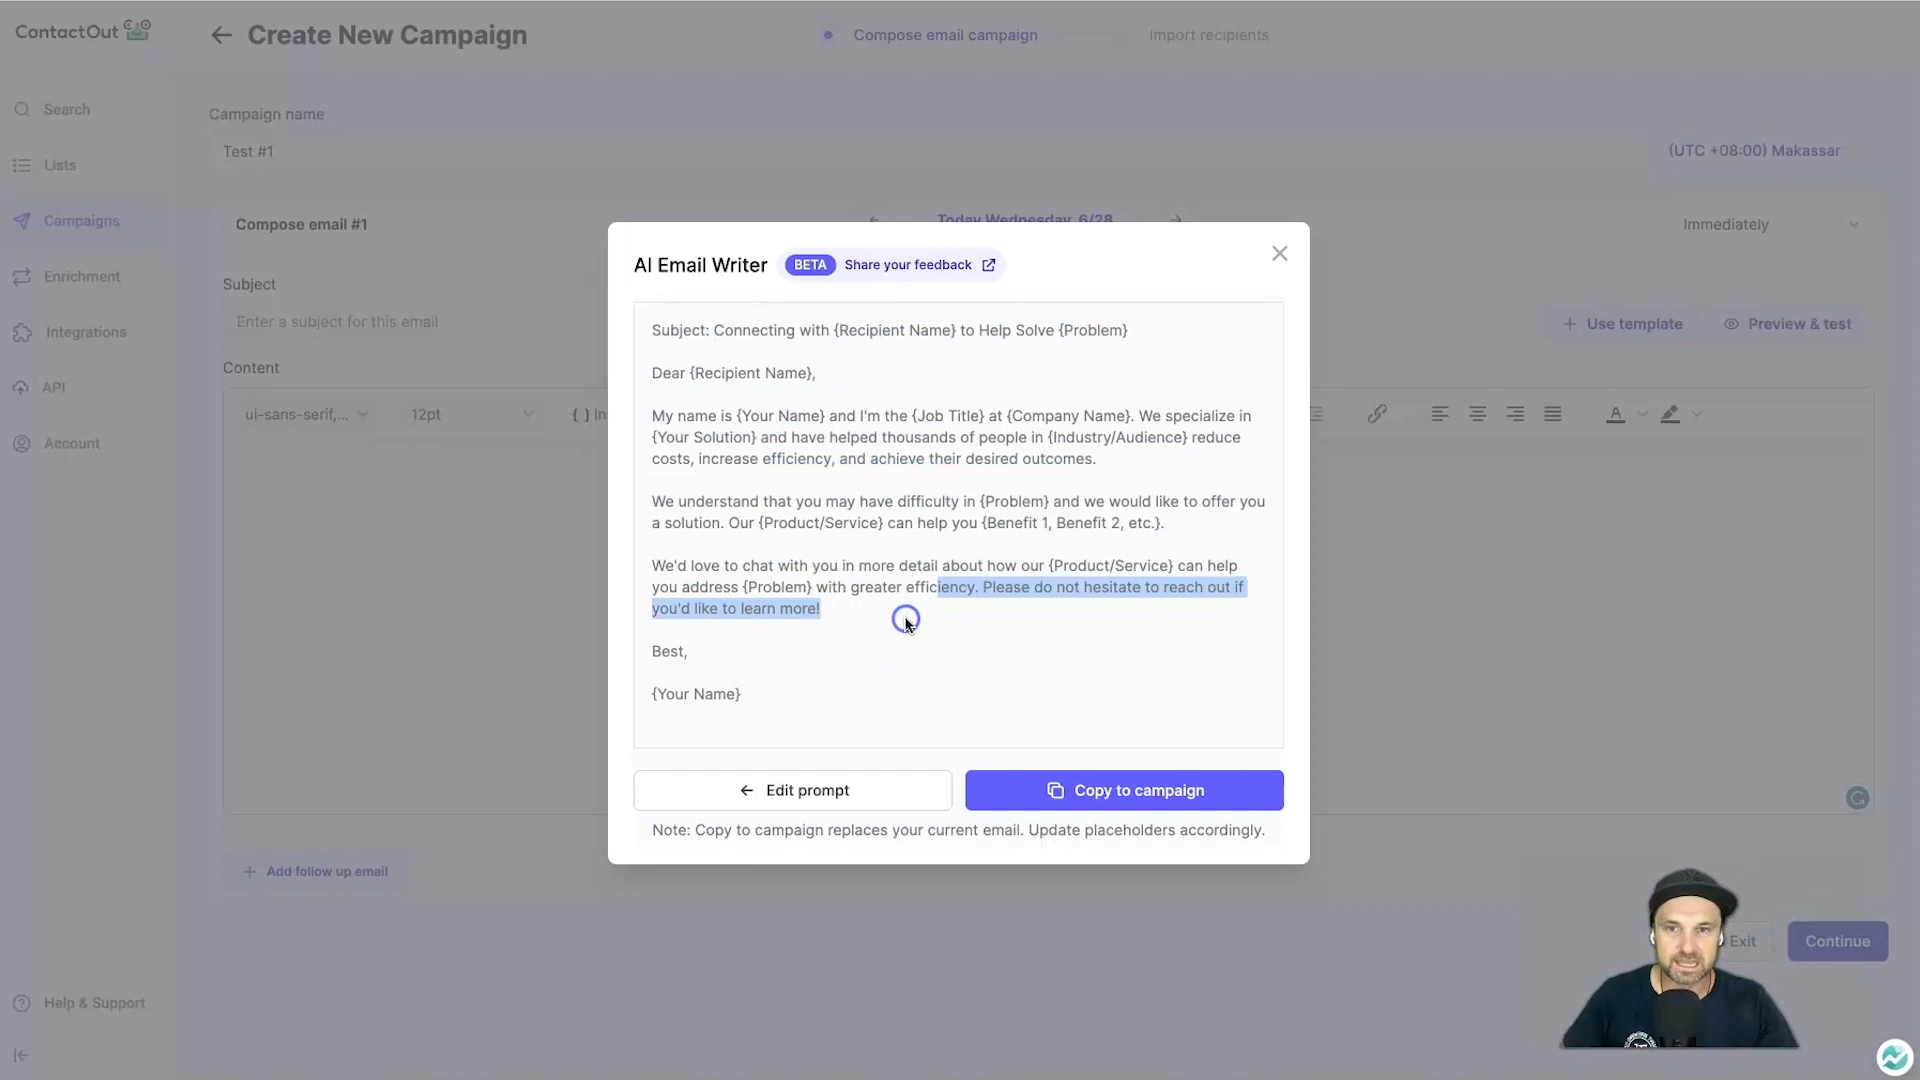 ContactOut
Create New Campaign
Compose email campaign
Import recipients
Search
Lists
Campaigns
Enrichment
Integrations
API
Account
Help & Support
Campaign name
Test #1
(UTC +08:00) Makassar
Compose email #1
Today Wednesday, 6/28
Immediately
Subject
Enter a subject for this email
Use template
Preview & test
Content
ui-sans-serif,...
12pt
{ } In
A
Add follow up email
Exit
Continue
AI Email Writer
BETA
Share your feedback
Subject: Connecting with {Recipient Name} to Help Solve {Problem}
Dear {Recipient Name},
My name is {Your Name} and I'm the {Job Title} at {Company Name}. We specialize in
{Your Solution} and have helped thousands of people in {Industry/Audience} reduce
costs, increase efficiency, and achieve their desired outcomes.
We understand that you may have difficulty in {Problem} and we would like to offer you
a solution. Our {Product/Service} can help you {Benefit 1, Benefit 2, etc.}.
We'd love to chat with you in more detail about how our {Product/Service} can help
you address {Problem} with greater efficiency. Please do not hesitate to reach out if
you'd like to learn more!
Best,
{Your Name}
Edit prompt
Copy to campaign
Note: Copy to campaign replaces your current email. Update placeholders accordingly.